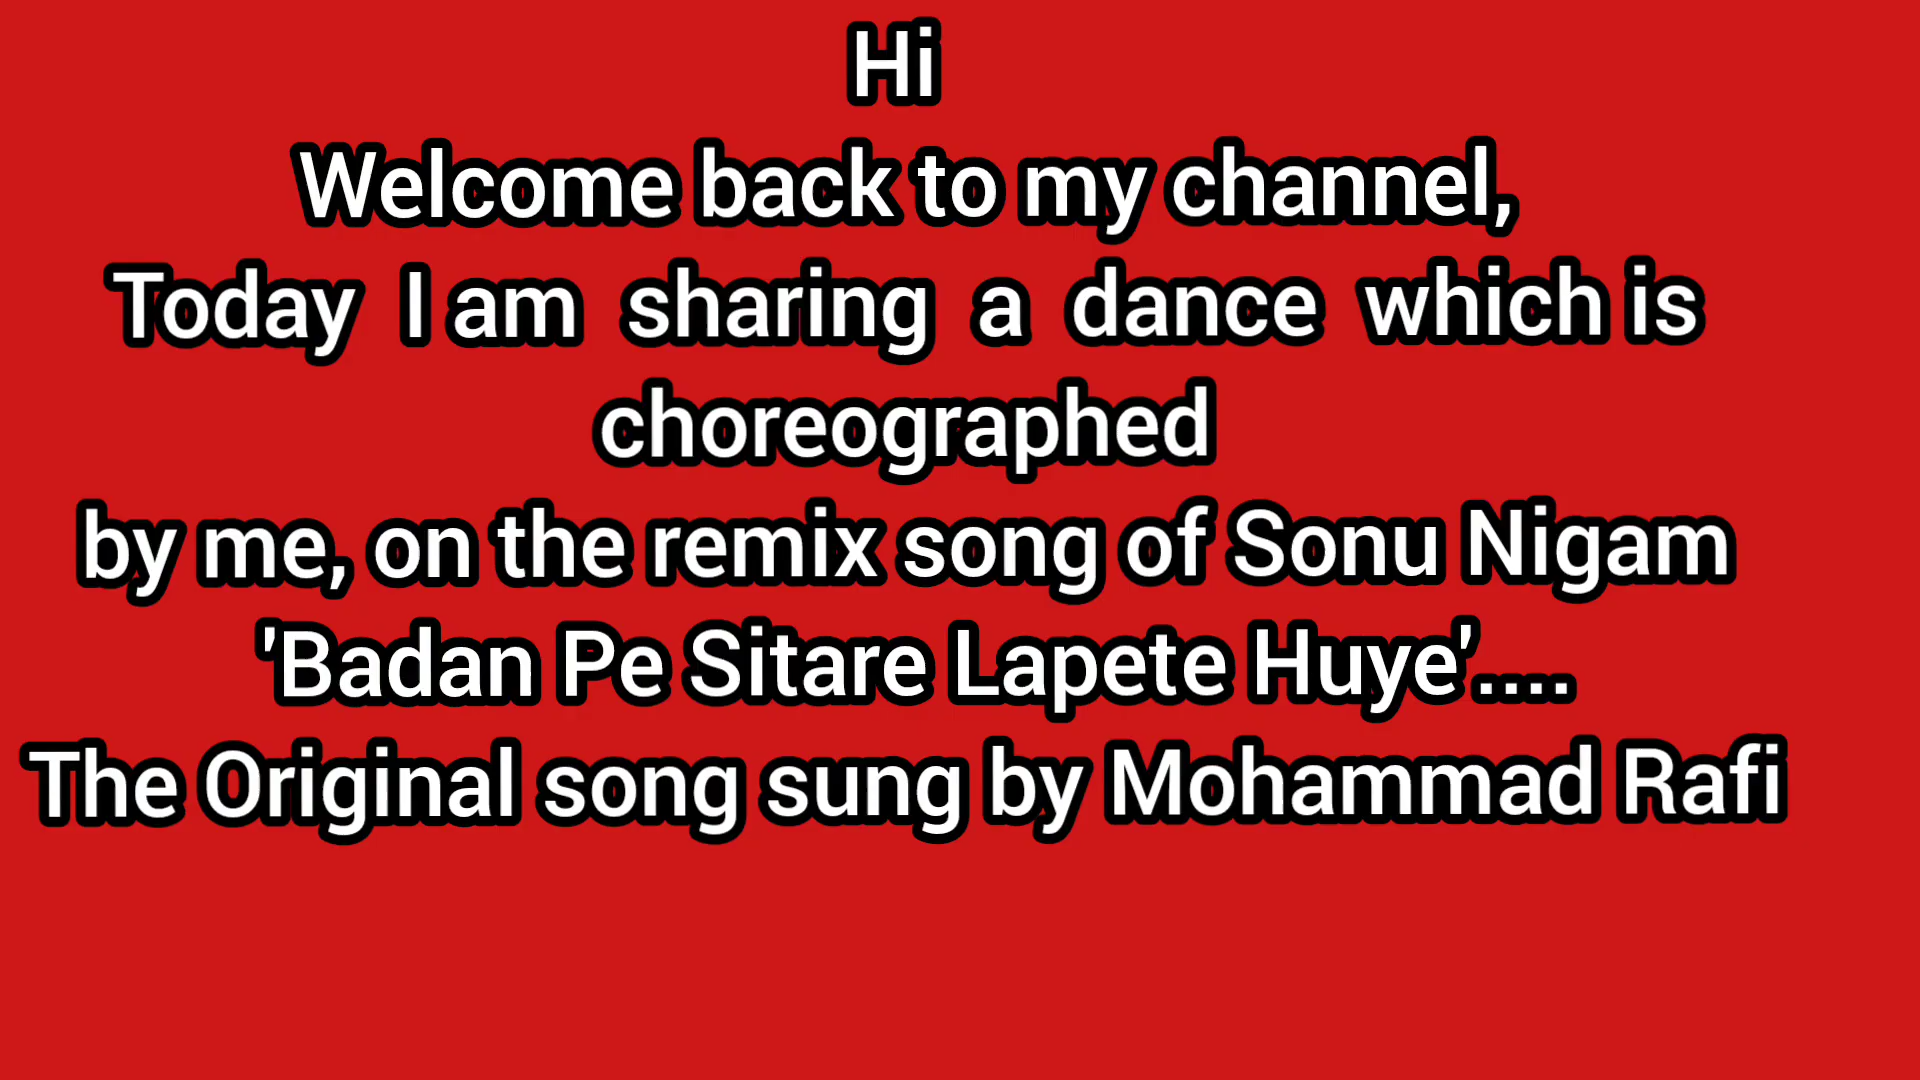 Hi
Welcome back to my channel,
Today I am sharing a dance which is
choreographed
by me, on the remix song of Sonu Nigam
'Badan Pe Sitare Lapete Huye'....
The Original song sung by Mohammad Rafi